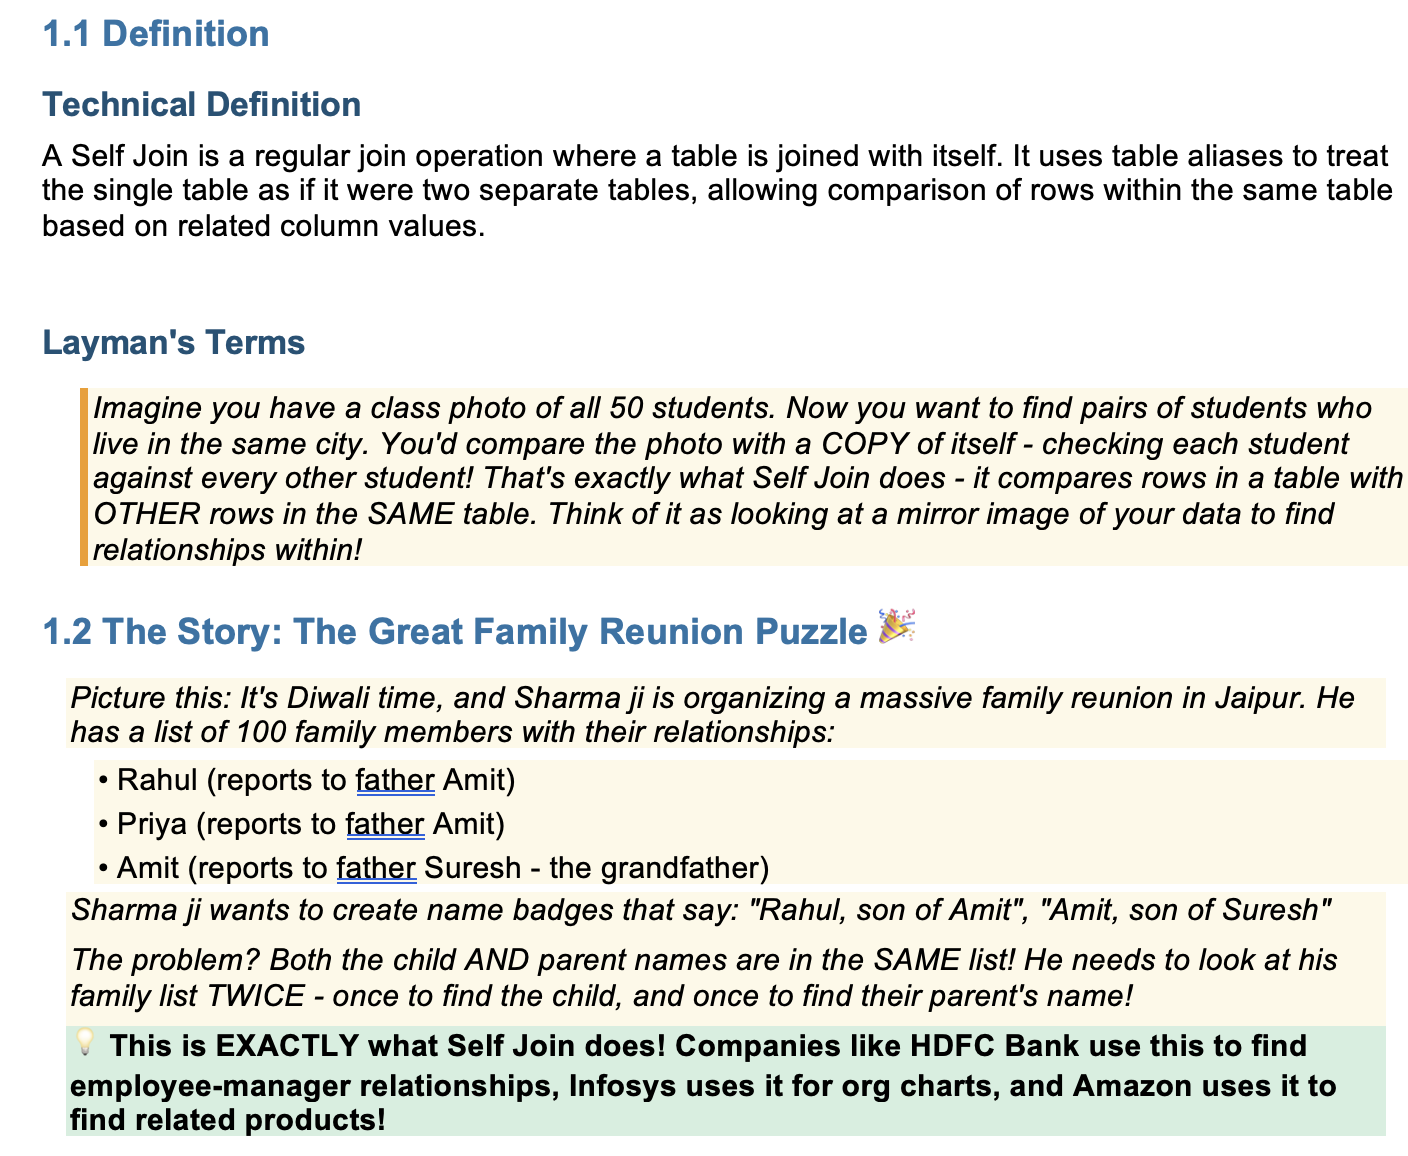 1.1 Definition
Technical Definition
A Self Join is a regular join operation where a table is joined with itself. It uses table aliases to treat
the single table as if it were two separate tables, allowing comparison of rows within the same table
based on related column values.
Layman's Terms
Imagine you have a class photo of all 50 students. Now you want to find pairs of students who
live in the same city. You'd compare the photo with a COPY of itself - checking each student
against every other student! That's exactly what Self Join does - it compares rows in a table with
OTHER rows in the SAME table. Think of it as looking at a mirror image of your data to find
relationships within!
1.2 The Story: The Great Family Reunion Puzzle 🎉
Picture this: It's Diwali time, and Sharma ji is organizing a massive family reunion in Jaipur. He
has a list of 100 family members with their relationships:
• Rahul (reports to father Amit)
• Priya (reports to father Amit)
• Amit (reports to father Suresh - the grandfather)
Sharma ji wants to create name badges that say: "Rahul, son of Amit", "Amit, son of Suresh"
The problem? Both the child AND parent names are in the SAME list! He needs to look at his
family list TWICE - once to find the child, and once to find their parent's name!
💡 This is EXACTLY what Self Join does! Companies like HDFC Bank use this to find
employee-manager relationships, Infosys uses it for org charts, and Amazon uses it to
find related products!